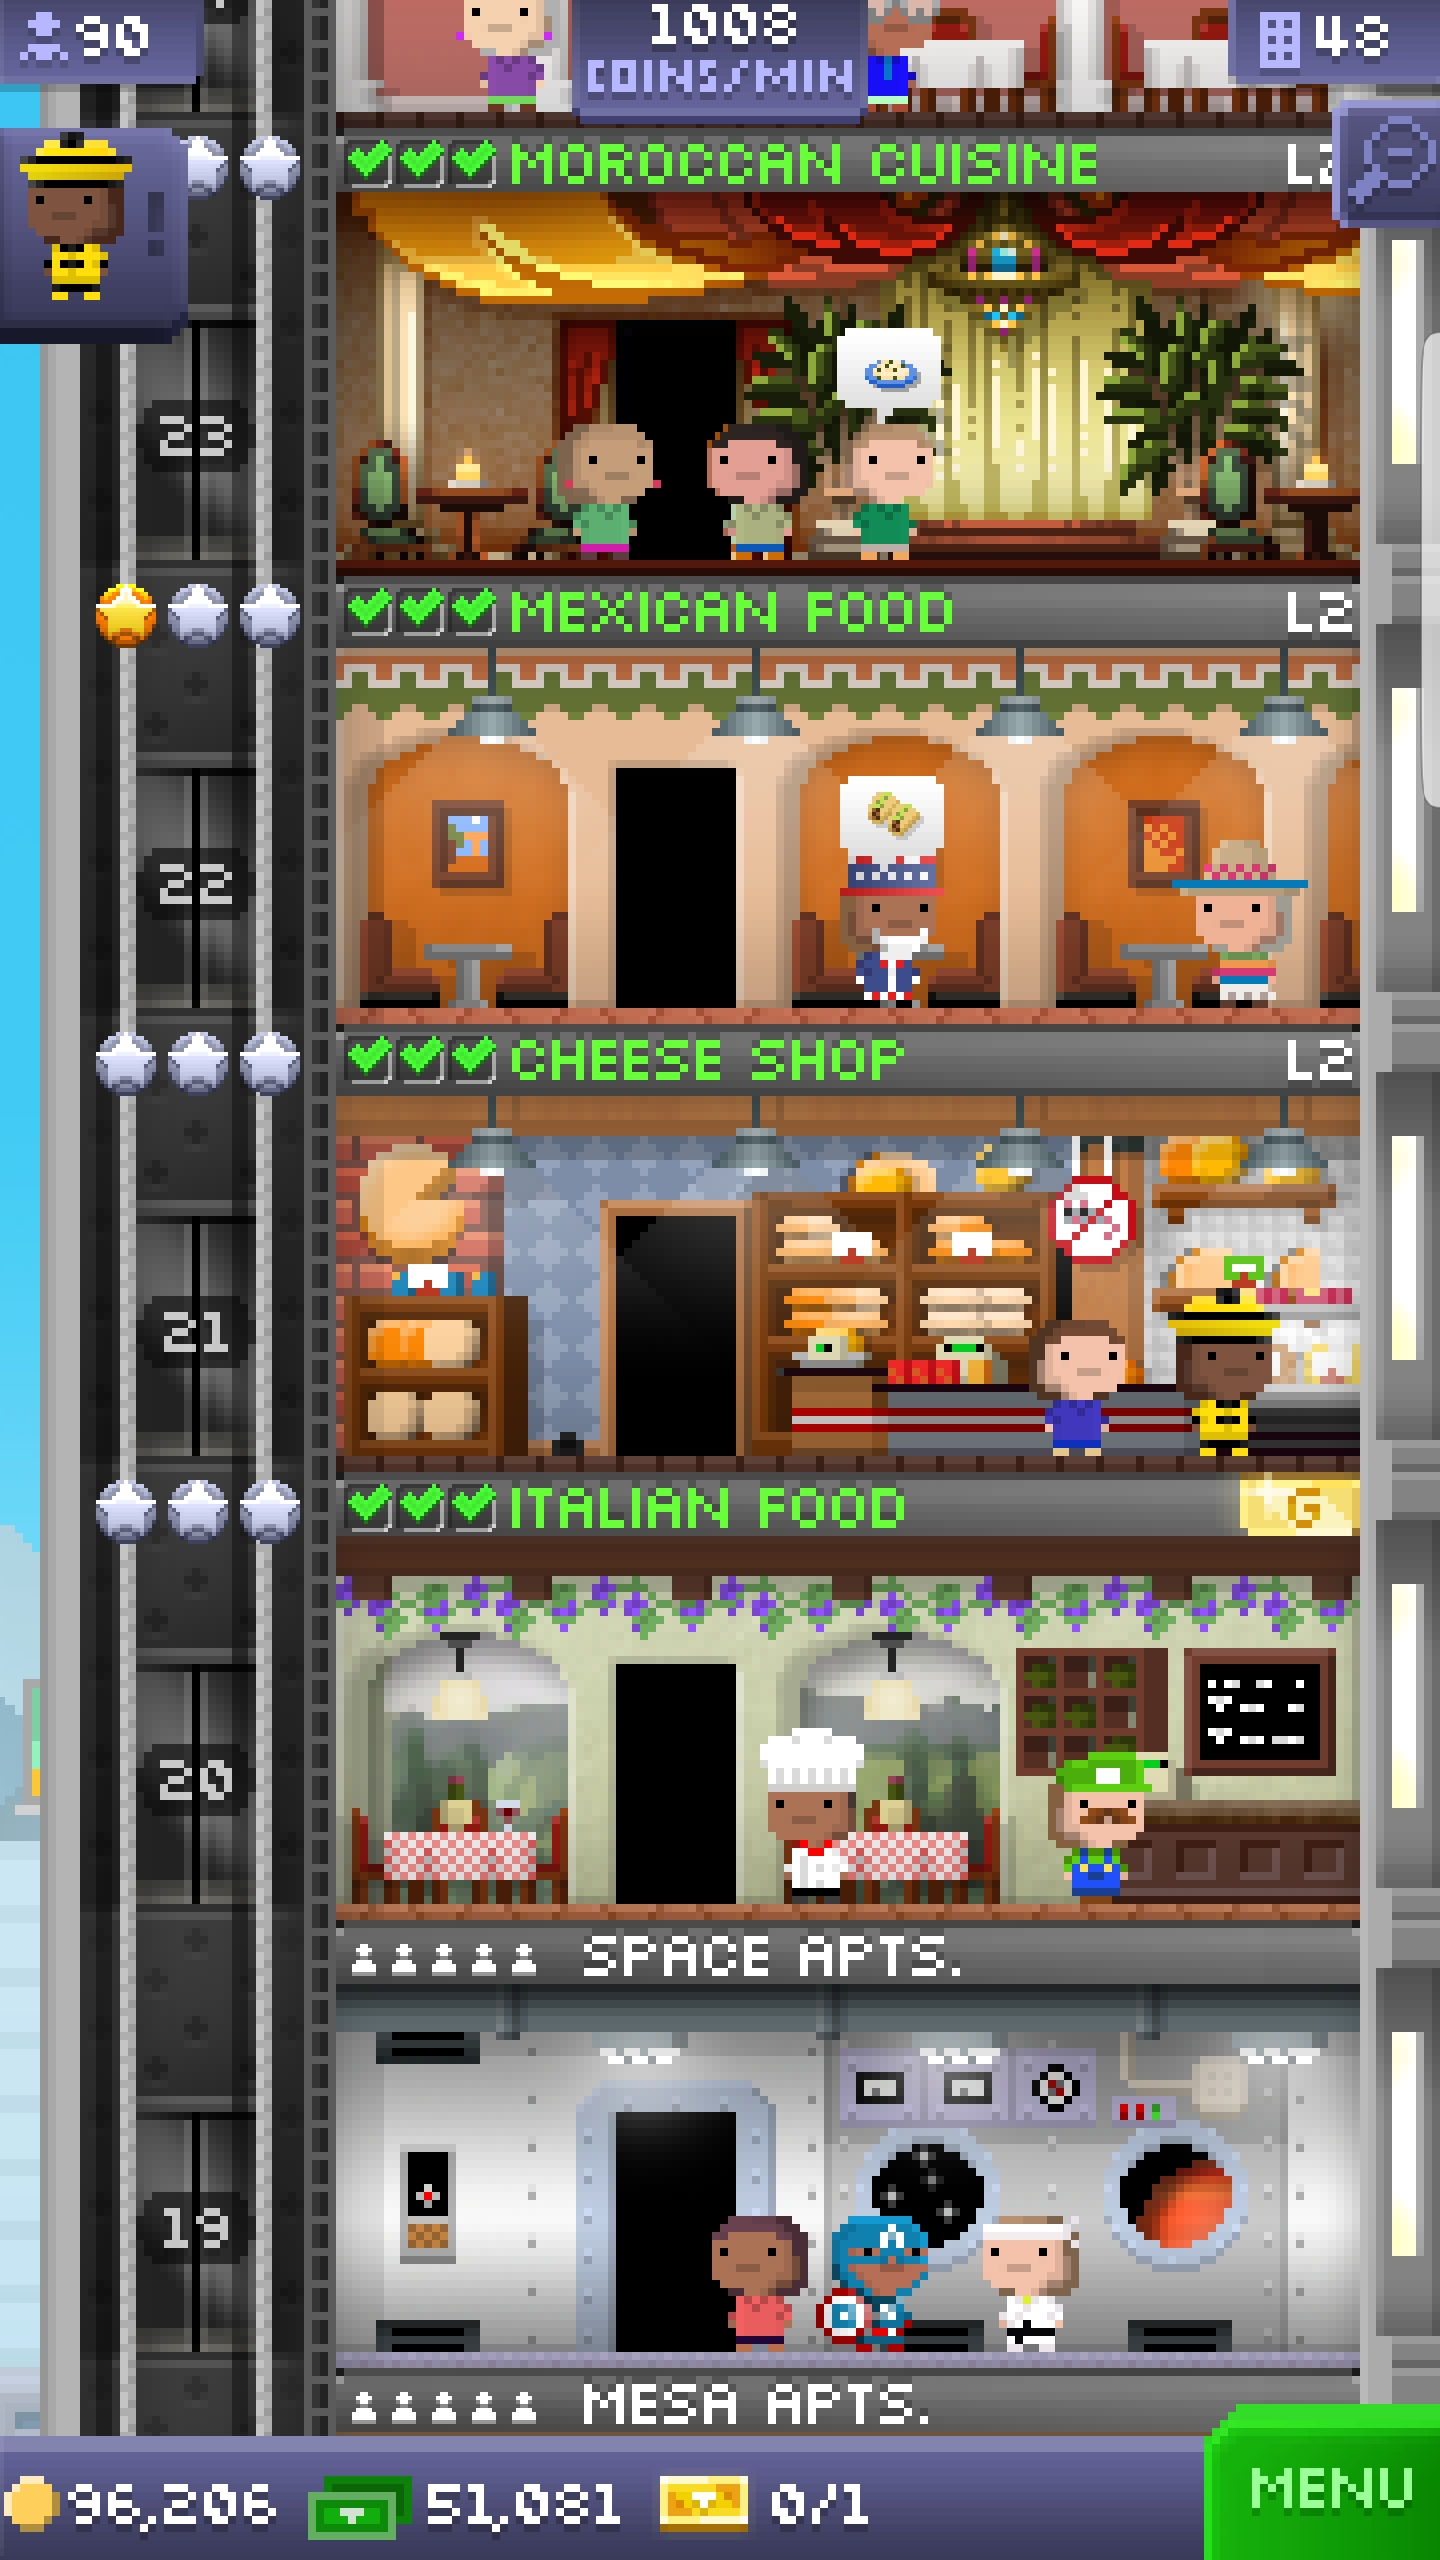 90
1008
COINS/MIN
48
MOROCCAN CUISINE
23
MEXICAN FOOD L2
22
CHEESE SHOP L2
21
ITALIAN FOOD G
20
SPACE APTS.
19
MESA APTS.
96,206 51,081 0/1
MENU